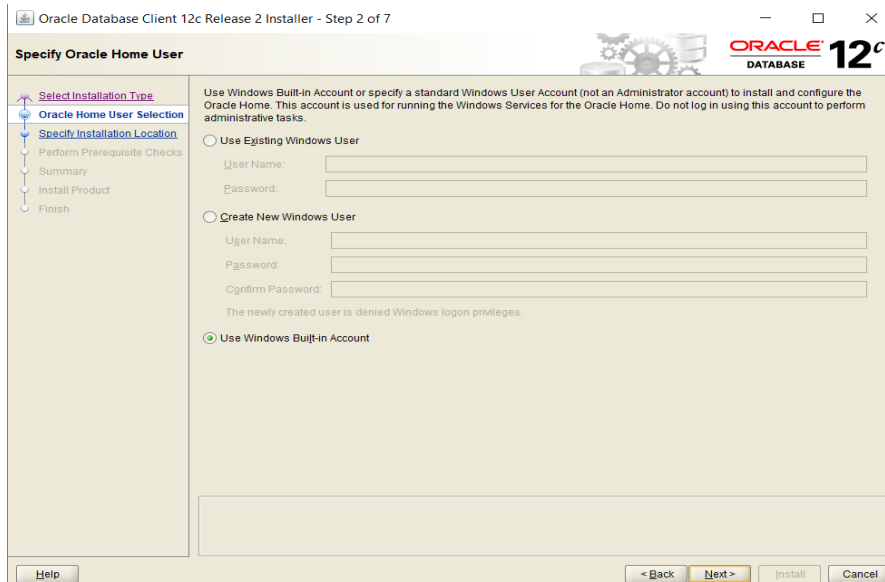 Oracle Database Client 12c Release 2 Installer - Step 2 of 7
Specify Oracle Home User
ORACLE
DATABASE
12c
Select Installation Type
Oracle Home User Selection
Specify Installation Location
Perform Prerequisite Checks
Summary
Install Product
Finish
Use Windows Built-in Account or specify a standard Windows User Account (not an Administrator account) to install and configure the
Oracle Home. This account is used for running the Windows Services for the Oracle Home. Do not log in using this account to perform
administrative tasks.
Use Existing Windows User
User Name:
Password:
Create New Windows User
User Name:
Password:
Confirm Password:
The newly created user is denied Windows logon privileges.
Use Windows Built-in Account
Help
< Back
Next >
Install
Cancel